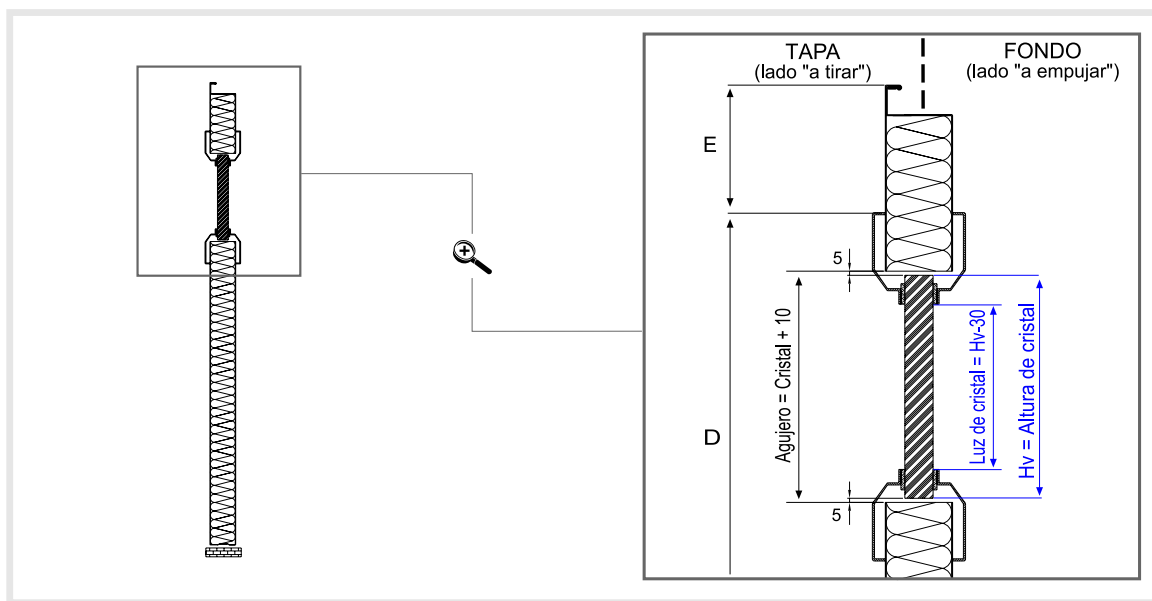 TAPA
(lado "a tirar")
FONDO
(lado "a empujar")
E
5
Agujero = Cristal + 10
Luz de cristal = Hv-30
Hv = Altura de cristal
D
5